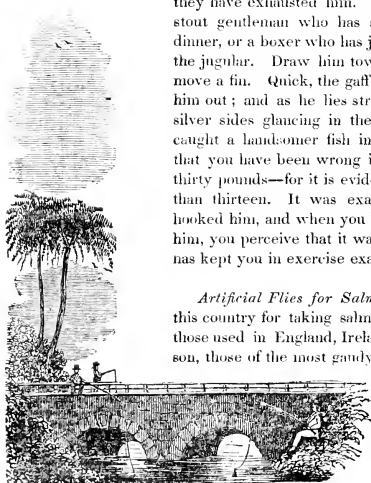 they have exhausted him.
stout gentleman who has a
dinner, or a boxer who has j
the jugular. Draw him tow
move a fin. Quick, the gaff
him out; and as he lies str
silver sides glancing in the
caught a handsomer fish in
that you have been wrong i
thirty pounds—for it is evid
than thirteen. It was exa
hooked him, and when you
him, you perceive that it wa
has kept you in exercise exa
Artificial Flies for Salm
this country for taking salm
those used in England, Irel
son, those of the most gaudy